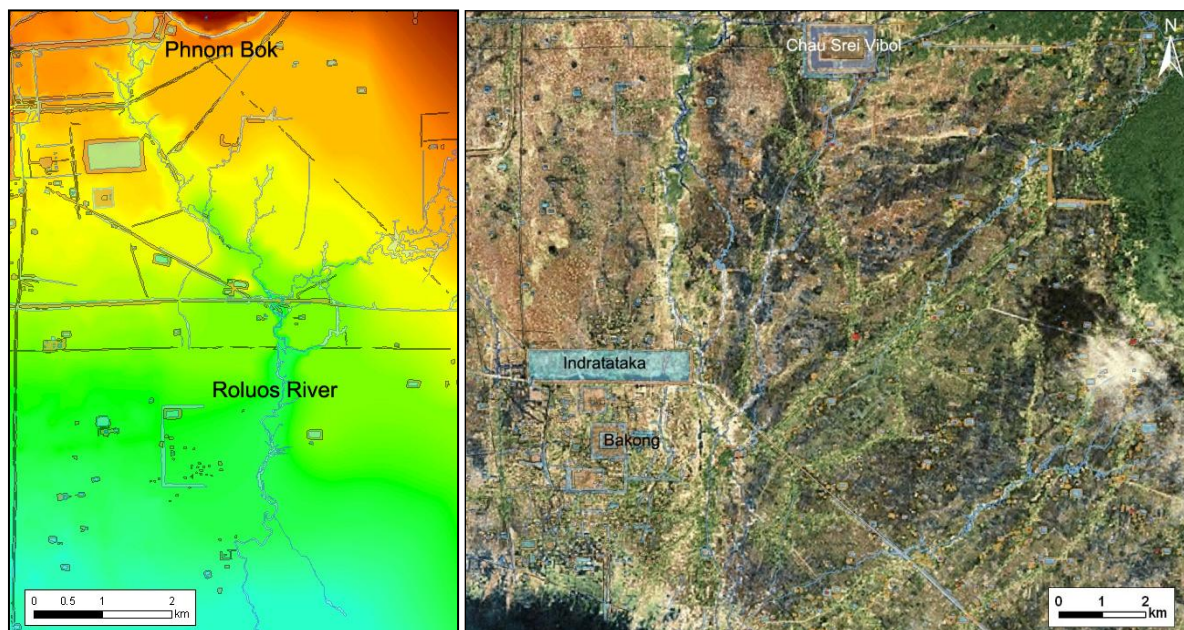 Phnom Bok
Roluos River
0 0.5 1 2
km
Chau Srei Vibol
N
Indratataka
Bakong
0 1 2
km